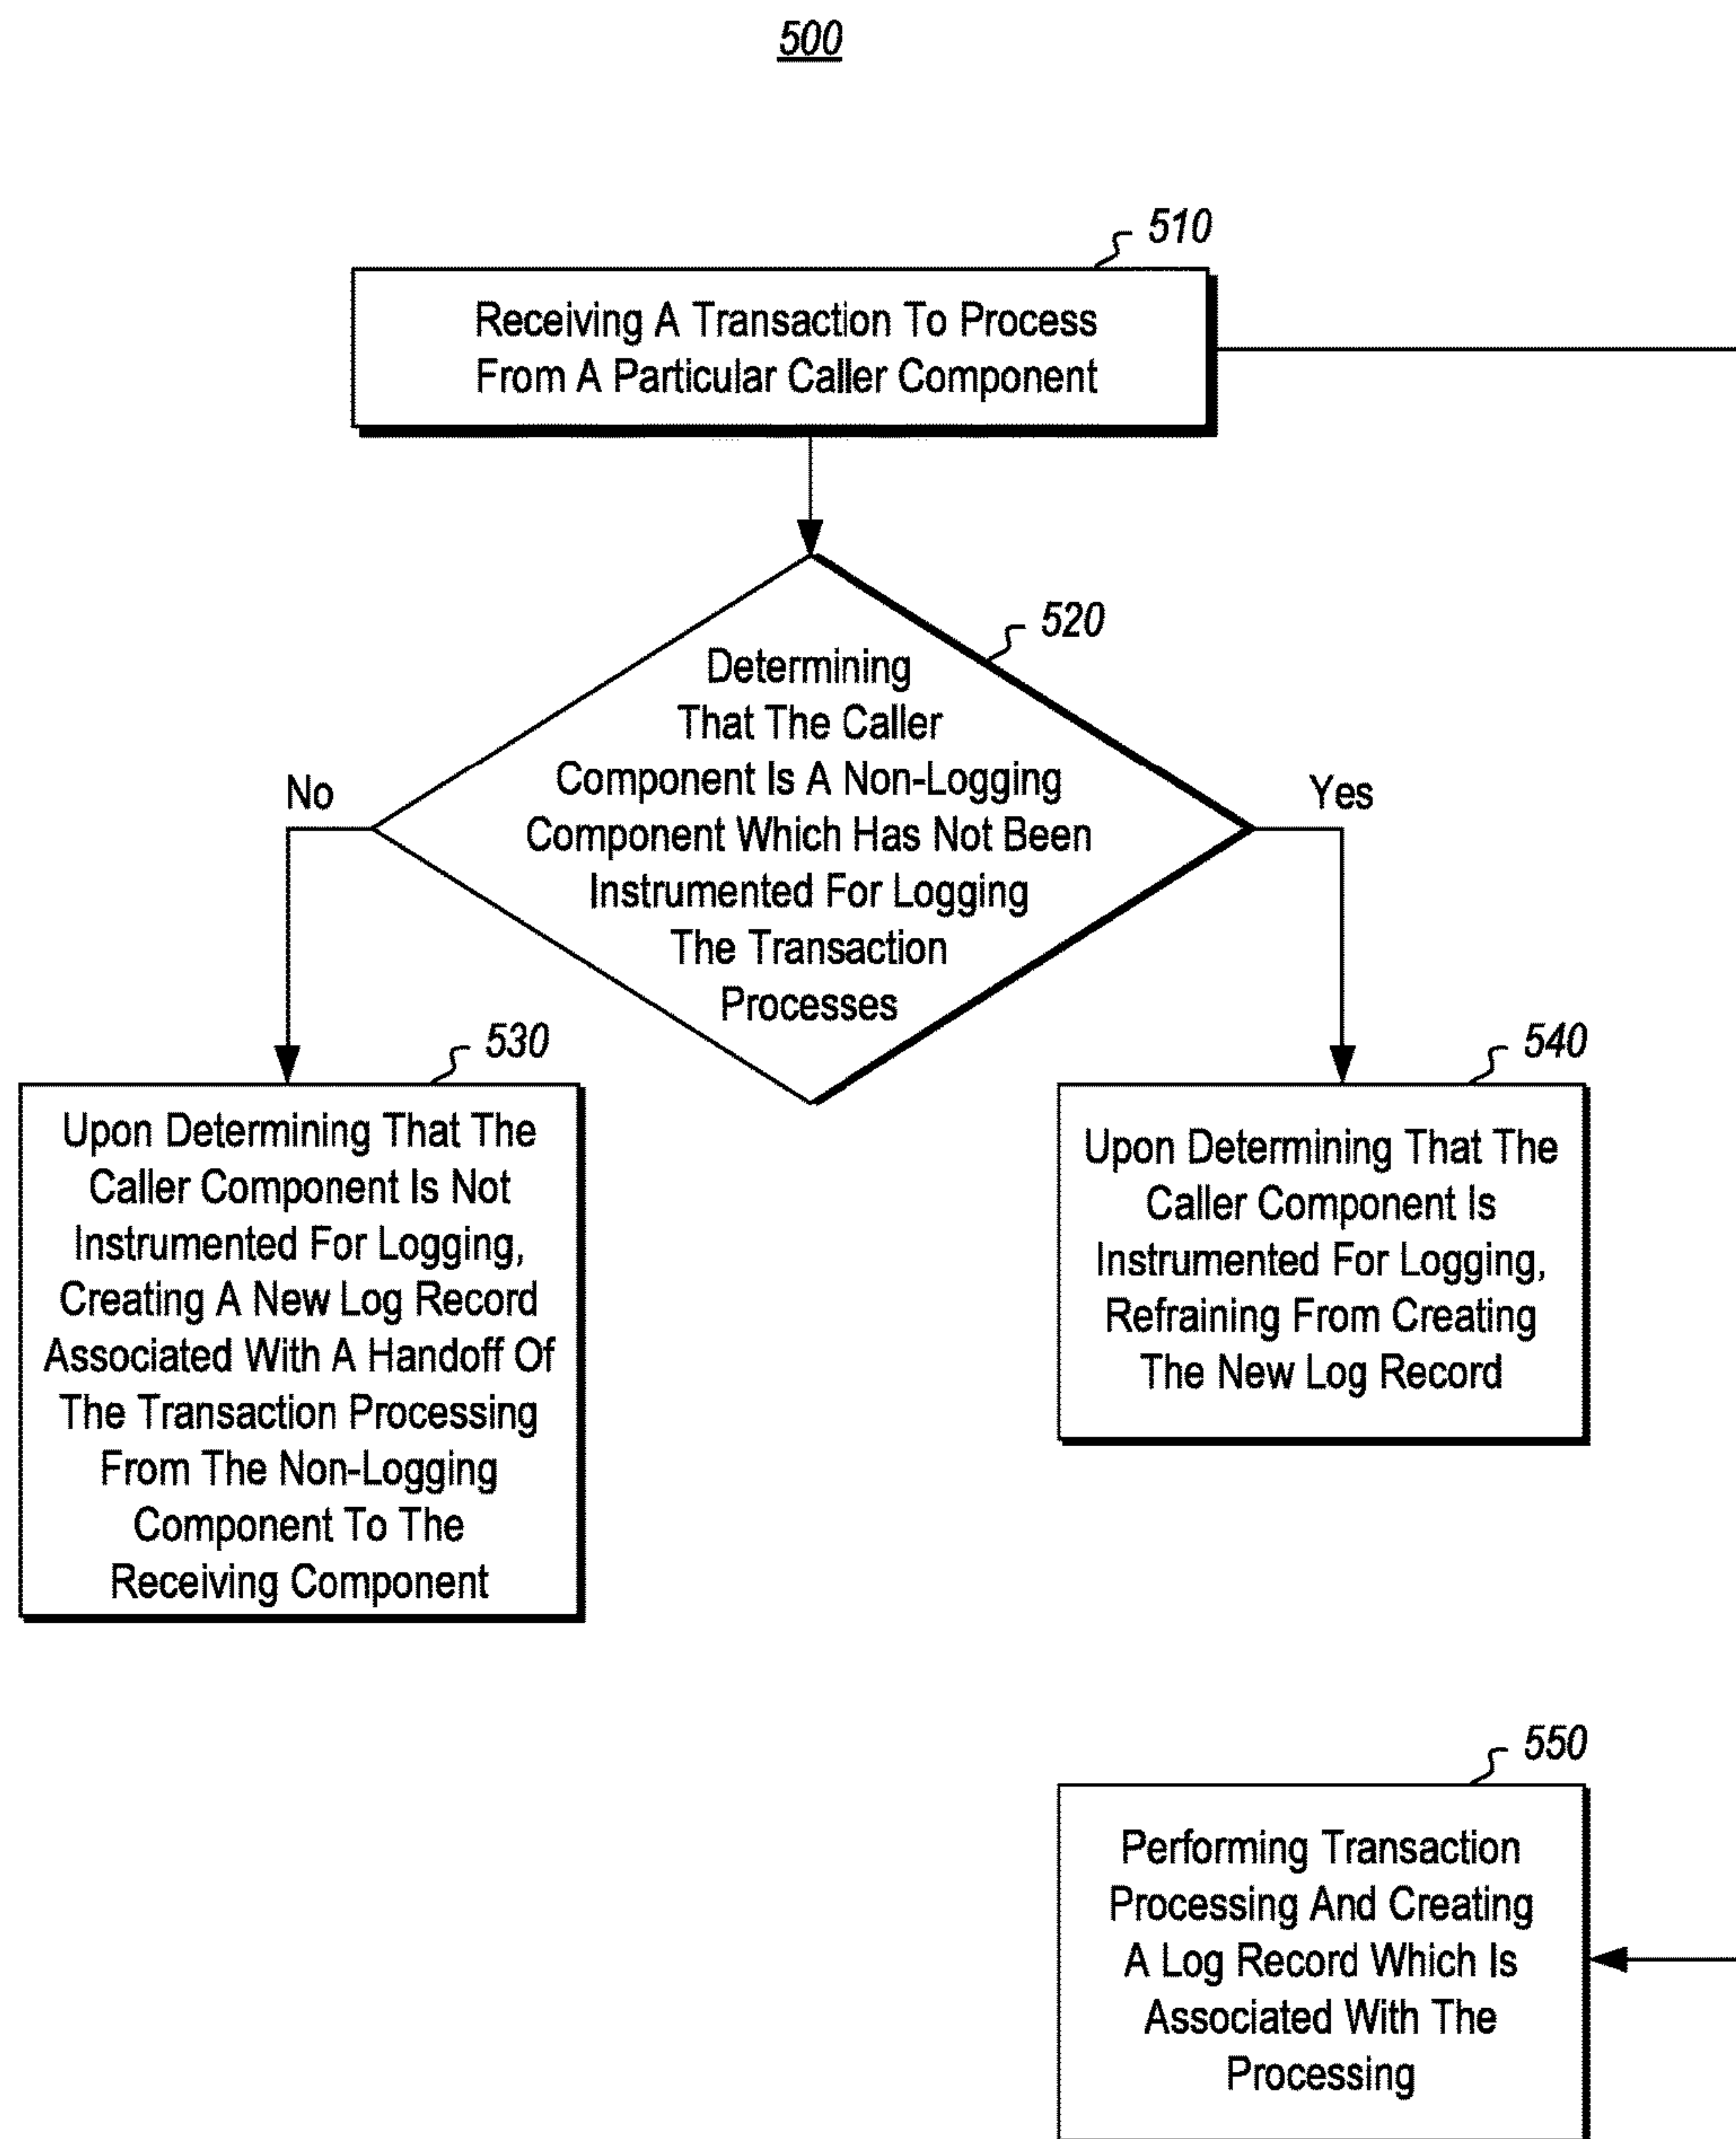 500
510
Receiving A Transaction To Process
From A Particular Caller Component
520
Determining
That The Caller
Component Is A Non-Logging
Component Which Has Not Been
Instrumented For Logging
The Transaction
Processes
No
Yes
530
Upon Determining That The
Caller Component Is Not
Instrumented For Logging,
Creating A New Log Record
Associated With A Handoff Of
The Transaction Processing
From The Non-Logging
Component To The
Receiving Component
540
Upon Determining That The
Caller Component Is
Instrumented For Logging,
Refraining From Creating
The New Log Record
550
Performing Transaction
Processing And Creating
A Log Record Which Is
Associated With The
Processing